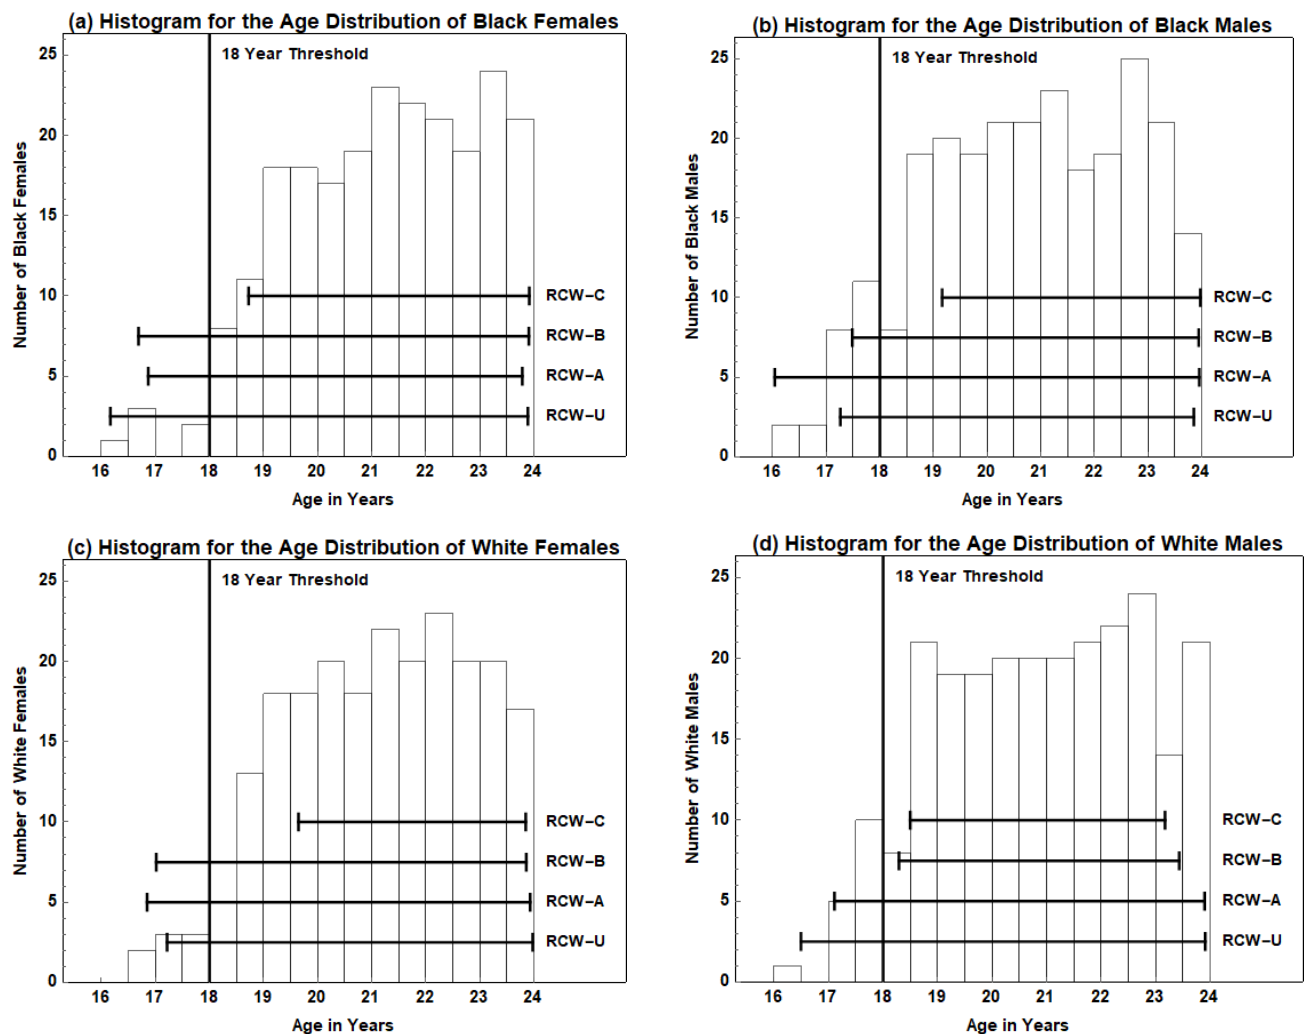 (a) Histogram for the Age Distribution of Black Females
18 Year Threshold
Number of Black Females
25
20
15
10
5
0
RCW–C
RCW–B
RCW–A
RCW–U
16 17 18 19 20 21 22 23 24
Age in Years
(b) Histogram for the Age Distribution of Black Males
18 Year Threshold
Number of Black Males
25
20
15
10
5
0
RCW–C
RCW–B
RCW–A
RCW–U
16 17 18 19 20 21 22 23 24
Age in Years
(c) Histogram for the Age Distribution of White Females
18 Year Threshold
Number of White Females
25
20
15
10
5
0
RCW–C
RCW–B
RCW–A
RCW–U
16 17 18 19 20 21 22 23 24
Age in Years
(d) Histogram for the Age Distribution of White Males
18 Year Threshold
Number of White Males
25
20
15
10
5
0
RCW–C
RCW–B
RCW–A
RCW–U
16 17 18 19 20 21 22 23 24
Age in Years